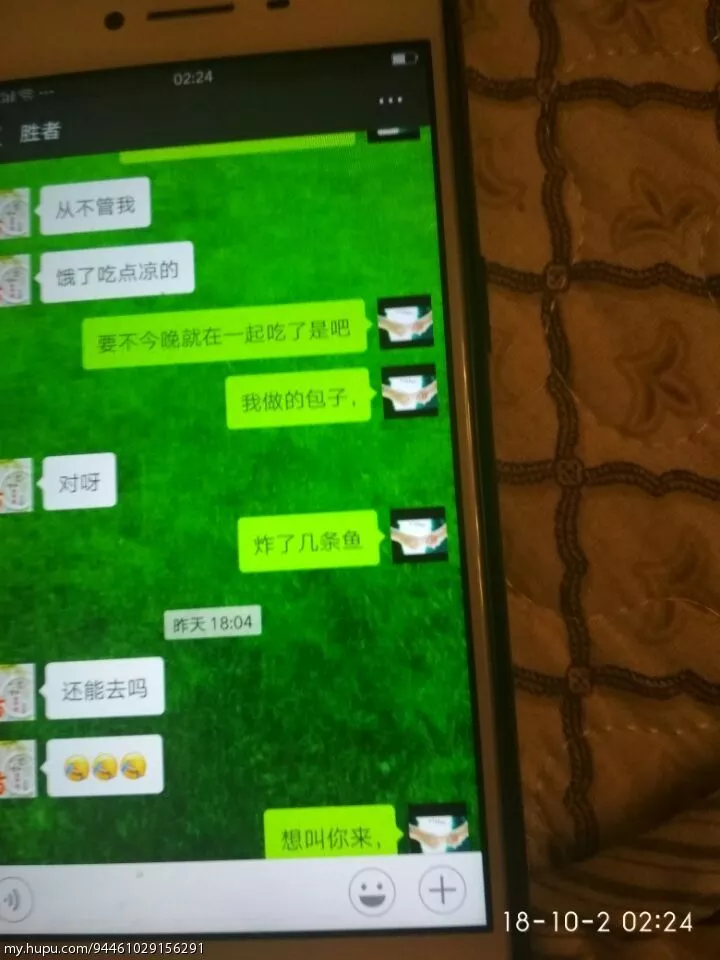 02:24
胜者
从不管我
饿了吃点凉的
要不今晚就在一起吃了是吧
我做的包子，
对呀
炸了几条鱼
昨天 18:04
还能去吗
想叫你来，
18-10-2 02:24
my.hupu.com/94461029156291